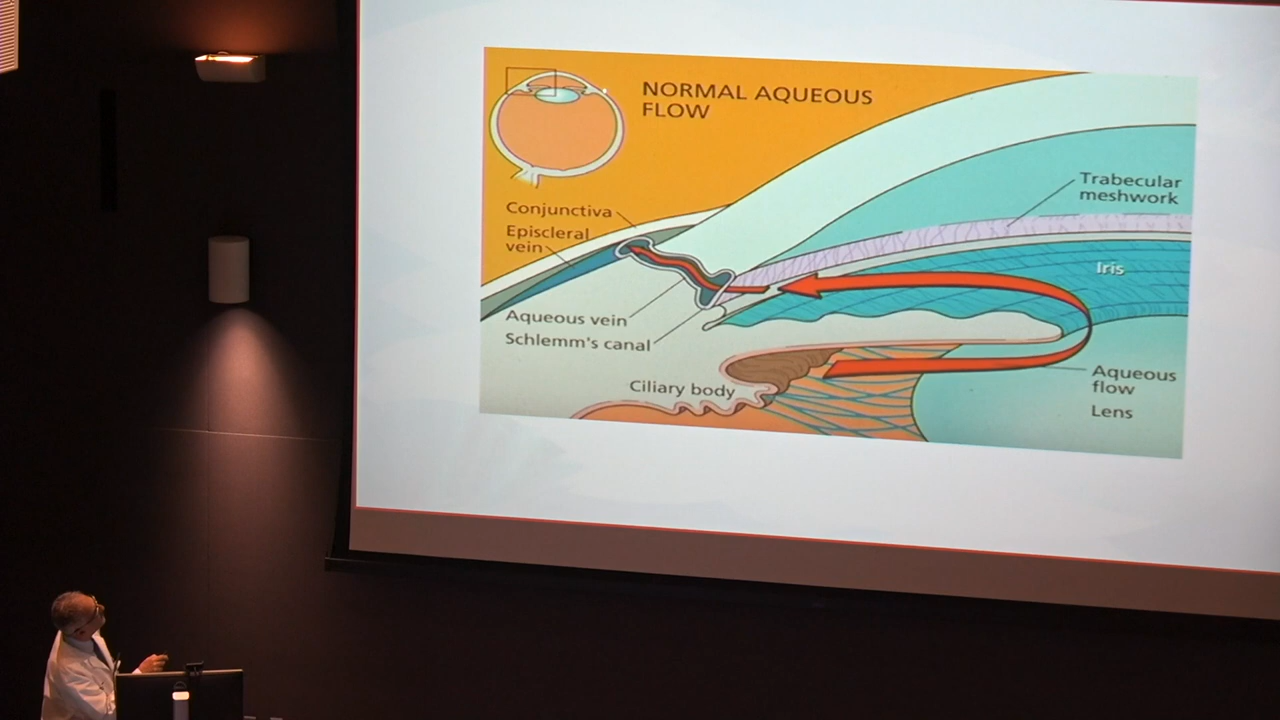 NORMAL AQUEOUS
FLOW
Conjunctiva
Episcleral
vein
Trabecular
meshwork
Iris
Aqueous vein
Schlemm's canal
Ciliary body
Aqueous
flow
Lens